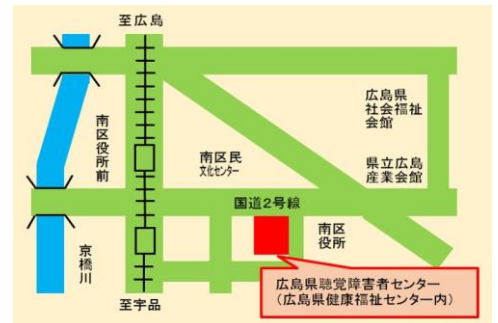 至広島
広島県
社会福祉
会館
南区役所前
南区民
文化センター
県立広島
産業会館
国道2号線
南区
役所
京橋川
広島県聴覚障害者センター
（広島県健康福祉センター内）
至宇品